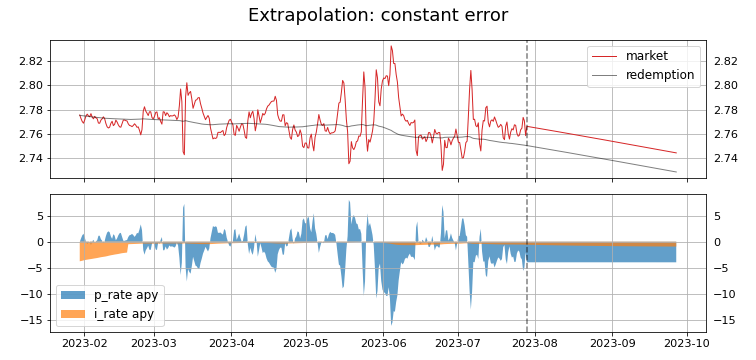 Extrapolation: constant error
2.82 2.82
2.80 2.80
2.78 2.78
2.76 2.76
2.74 2.74
market
redemption
5 5
0 0
−5 −5
−10 −10
−15 −15
p_rate apy
i_rate apy
2023-02 2023-03 2023-04 2023-05 2023-06 2023-07 2023-08 2023-09 2023-10